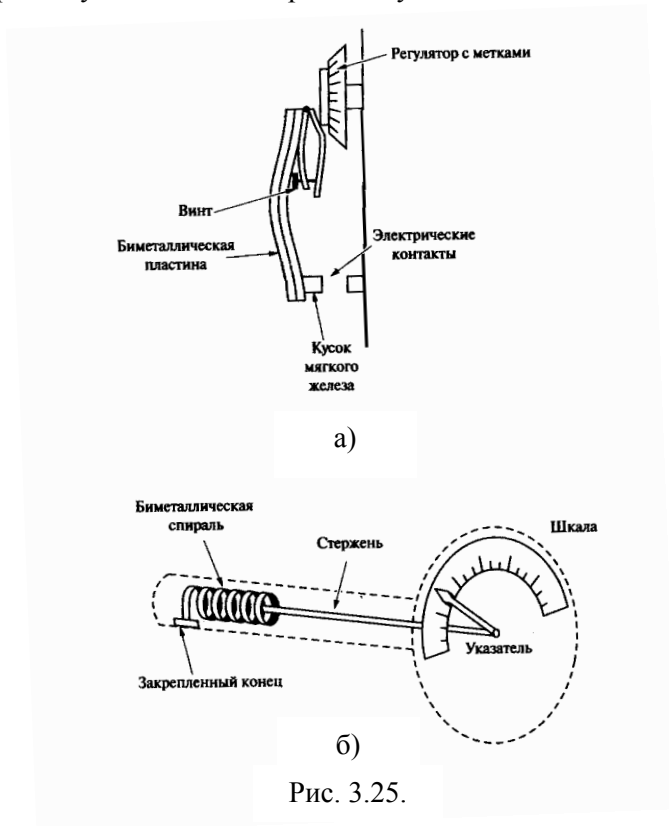 Регулятор с метками
Винт
Биметаллическая
пластина
Электрические
контакты
Кусок
мягкого
железа
а)
Биметаллическая
спираль
Стержень
Шкала
Указатель
Закрепленный конец
б)
Рис. 3.25.